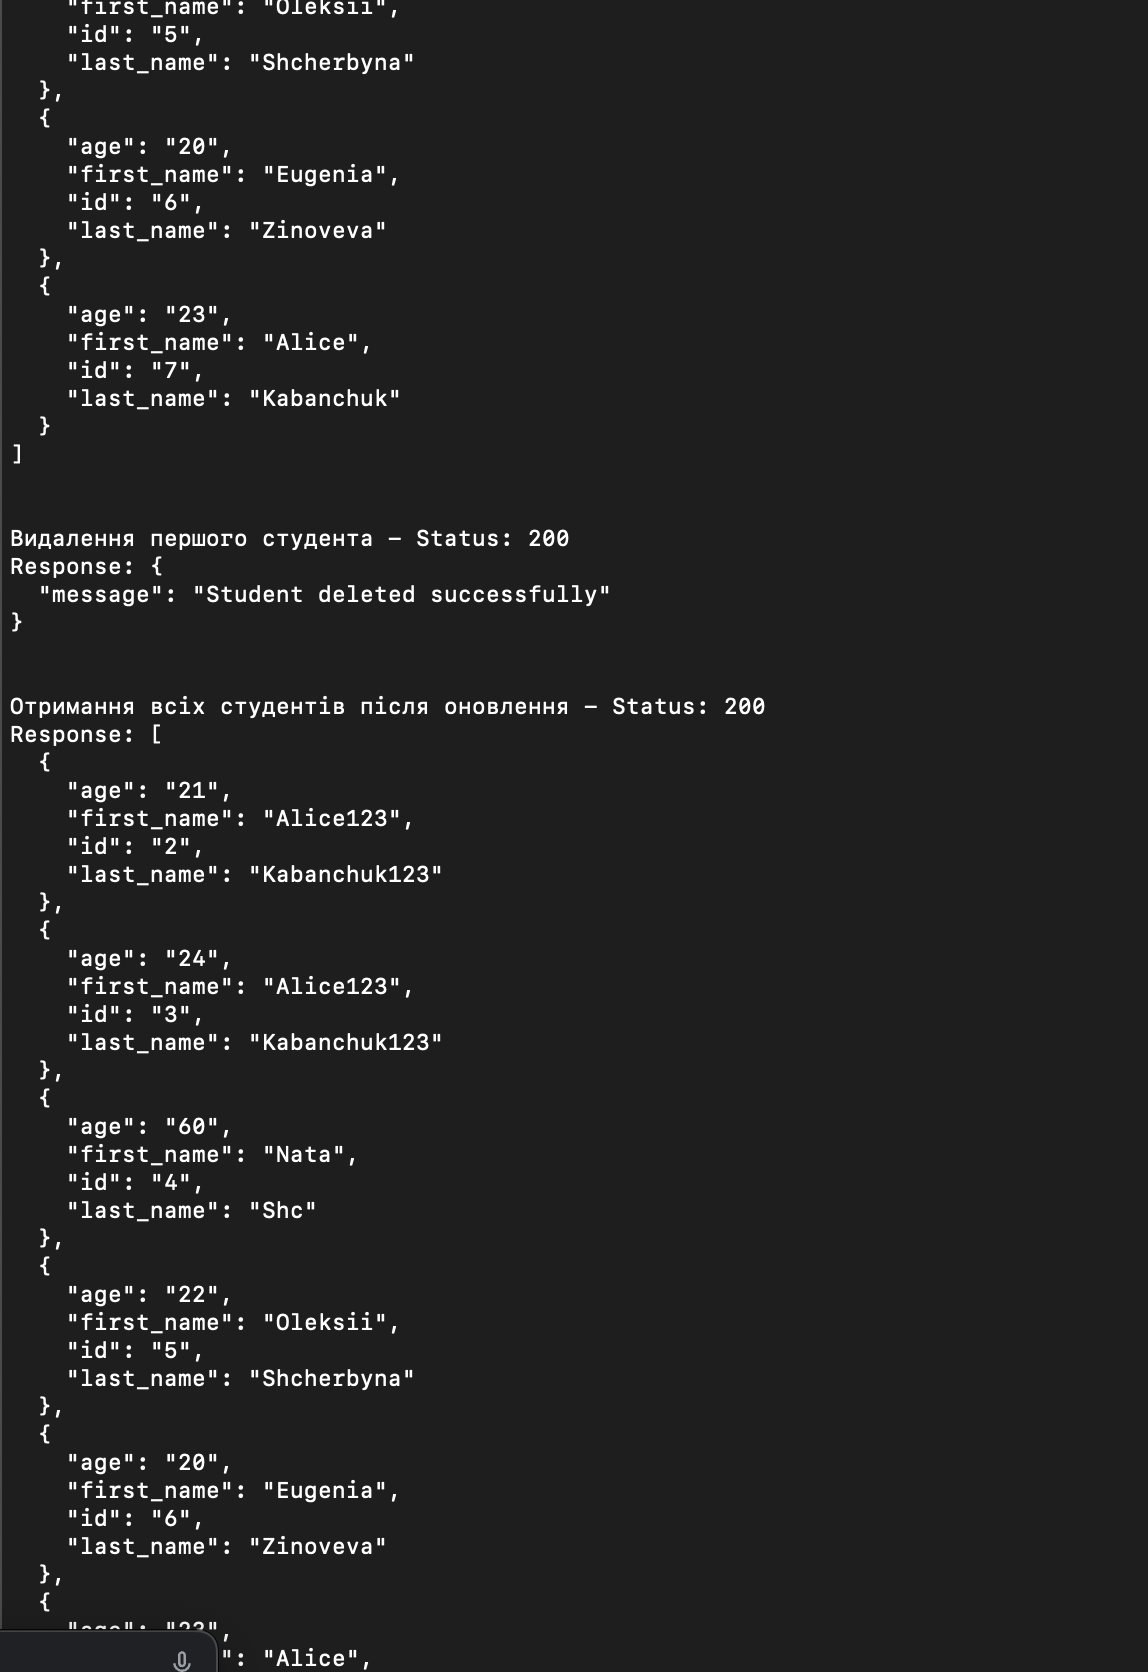 "first_name": "Oleksii",
"id": "5",
"last_name": "Shcherbyna"
},
{
"age": "20",
"first_name": "Eugenia",
"id": "6",
"last_name": "Zinoveva"
},
{
"age": "23",
"first_name": "Alice",
"id": "7",
"last_name": "Kabanchuk"
}
]
Видалення першого студента – Status: 200
Response: {
"message": "Student deleted successfully"
}
Отримання всіх студентів після оновлення – Status: 200
Response: [
{
"age": "21",
"first_name": "Alice123",
"id": "2",
"last_name": "Kabanchuk123"
},
{
"age": "24",
"first_name": "Alice123",
"id": "3",
"last_name": "Kabanchuk123"
},
{
"age": "60",
"first_name": "Nata",
"id": "4",
"last_name": "Shc"
},
{
"age": "22",
"first_name": "Oleksii",
"id": "5",
"last_name": "Shcherbyna"
},
{
"age": "20",
"first_name": "Eugenia",
"id": "6",
"last_name": "Zinoveva"
},
{
"age": "23",
": "Alice",